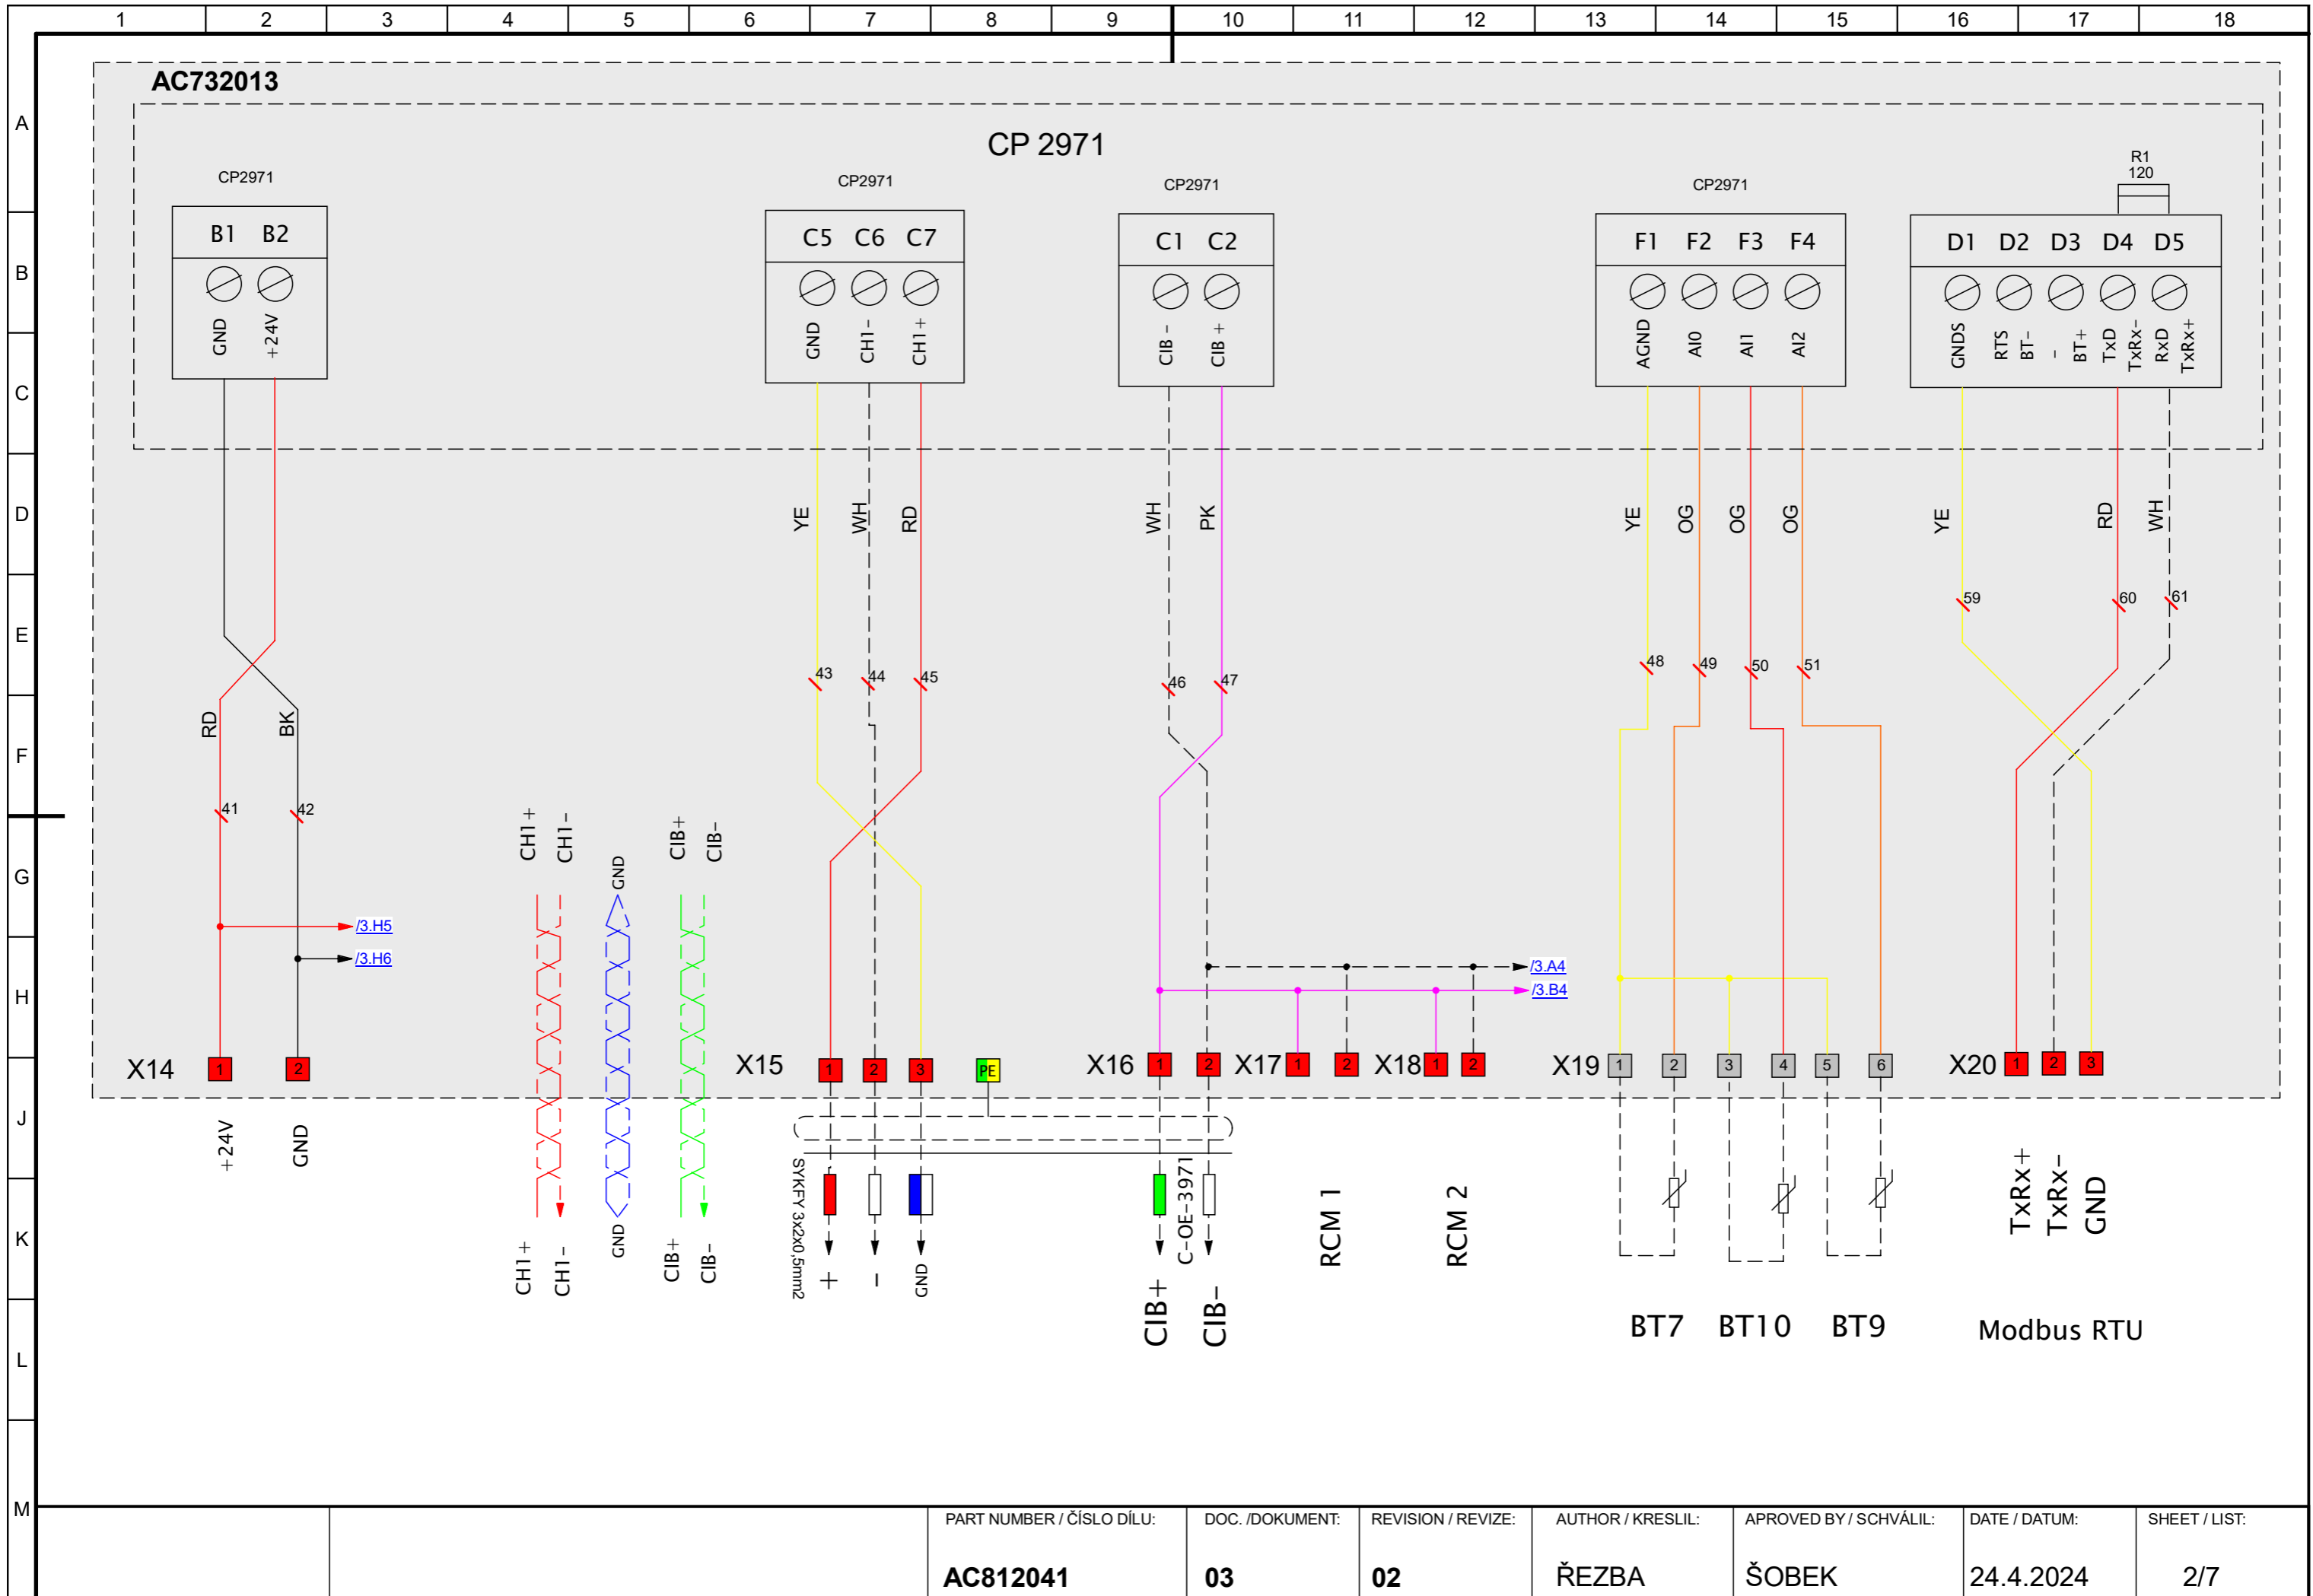 1 2 3 4 5 6 7 8 9 10 11 12 13 14 15 16 17 18
A
B
C
D
E
F
G
H
J
K
L
M
AC732013
CP 2971
CP2971
CP2971
CP2971
CP2971
R1
120
B1 B2
C5 C6 C7
C1 C2
F1 F2 F3 F4
D1 D2 D3 D4 D5
GND
+24V
GND
CH1-
CH1+
CIB -
CIB +
AGND
AI0
AI1
AI2
GNDS
RTS
BT-
-
BT+
TxD
TxRx-
RxD
TxRx+
YE
WH
RD
WH
PK
YE
OG
OG
OG
YE
RD
WH
59
60
61
43
44
45
46
47
48
49
50
51
RD
BK
41
42
CH1+
CH1-
GND
CIB+
CIB-
/3.H5
/3.H6
/3.A4
/3.B4
X14 1 2
X15 1 2 3 PE
X16 1 2
X17 1 2
X18 1 2
X19 1 2 3 4 5 6
X20 1 2 3
+24V
GND
CH1+
CH1-
GND
CIB+
CIB-
SYKFY 3x2x0,5mm2
+
-
GND
C-OE-3971
CIB+
CIB-
RCM 1
RCM 2
BT7
BT10
BT9
TxRx+
TxRx-
GND
Modbus RTU
PART NUMBER / ČÍSLO DÍLU:
AC812041
DOC. /DOKUMENT:
03
REVISION / REVIZE:
02
AUTHOR / KRESLIL:
ŘEZBA
APROVED BY / SCHVÁLIL:
ŠOBEK
DATE / DATUM:
24.4.2024
SHEET / LIST:
2/7